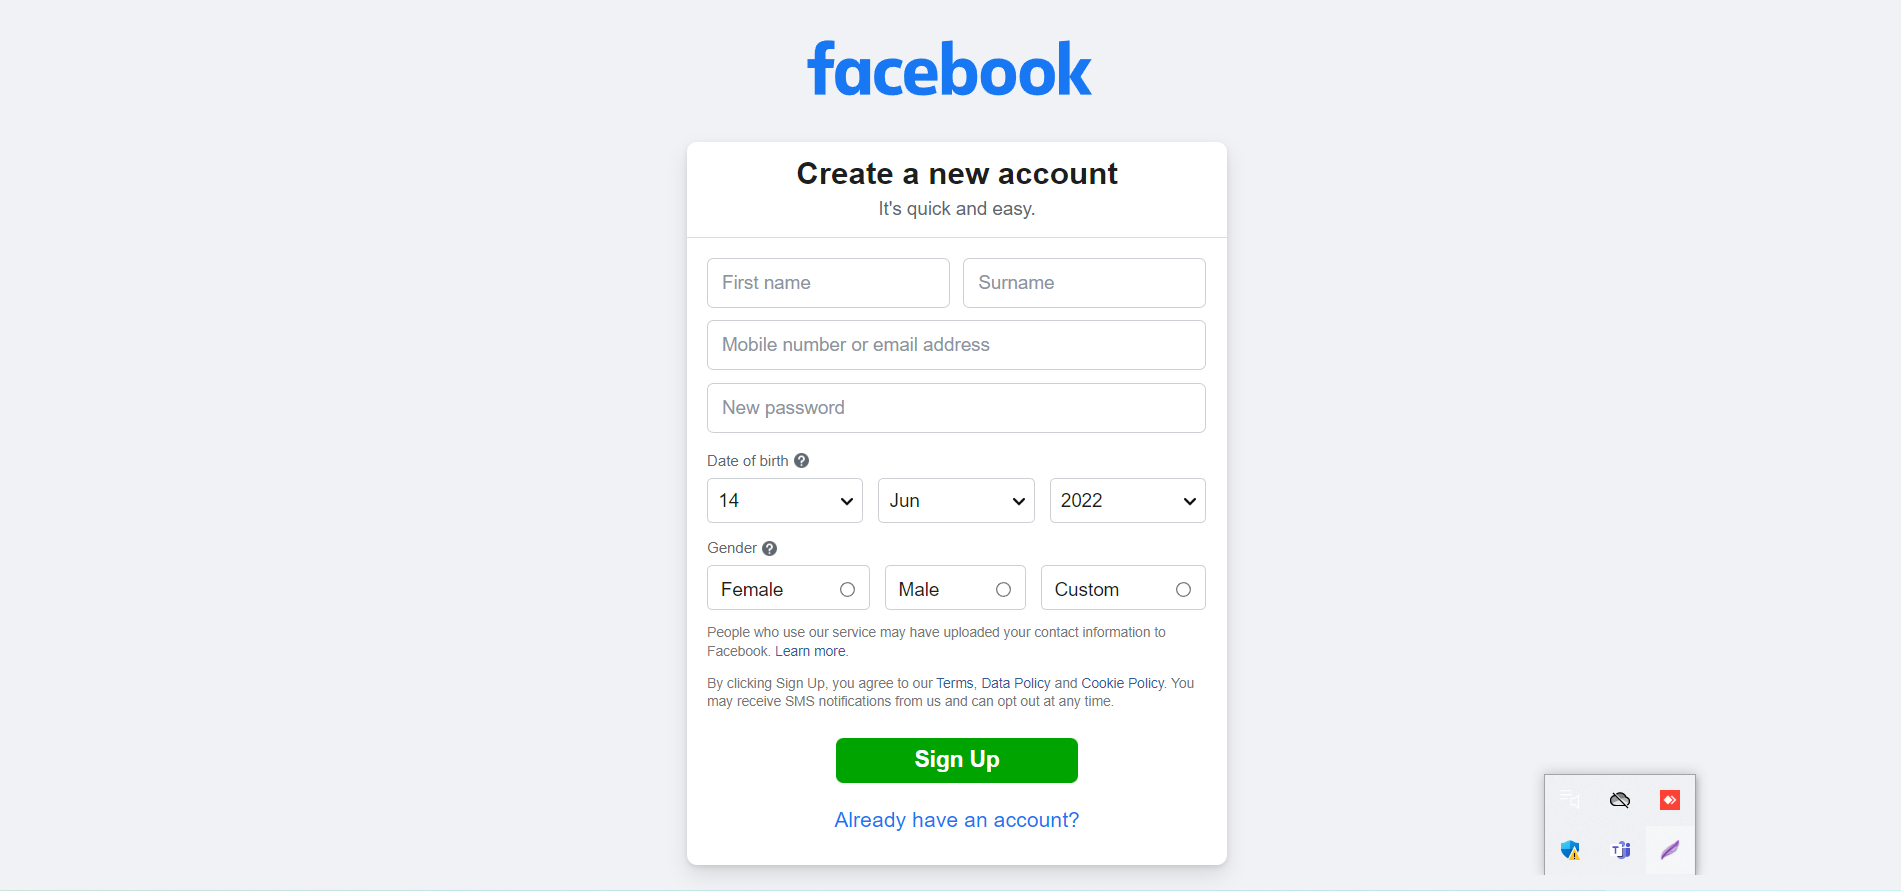 facebook
Create a new account
It's quick and easy.
First name Surname
Mobile number or email address
New password
Date of birth ?
14 Jun 2022
Gender ?
Female Male Custom
People who use our service may have uploaded your contact information to
Facebook. Learn more.
By clicking Sign Up, you agree to our Terms, Data Policy and Cookie Policy. You
may receive SMS notifications from us and can opt out at any time.
Sign Up
Already have an account?